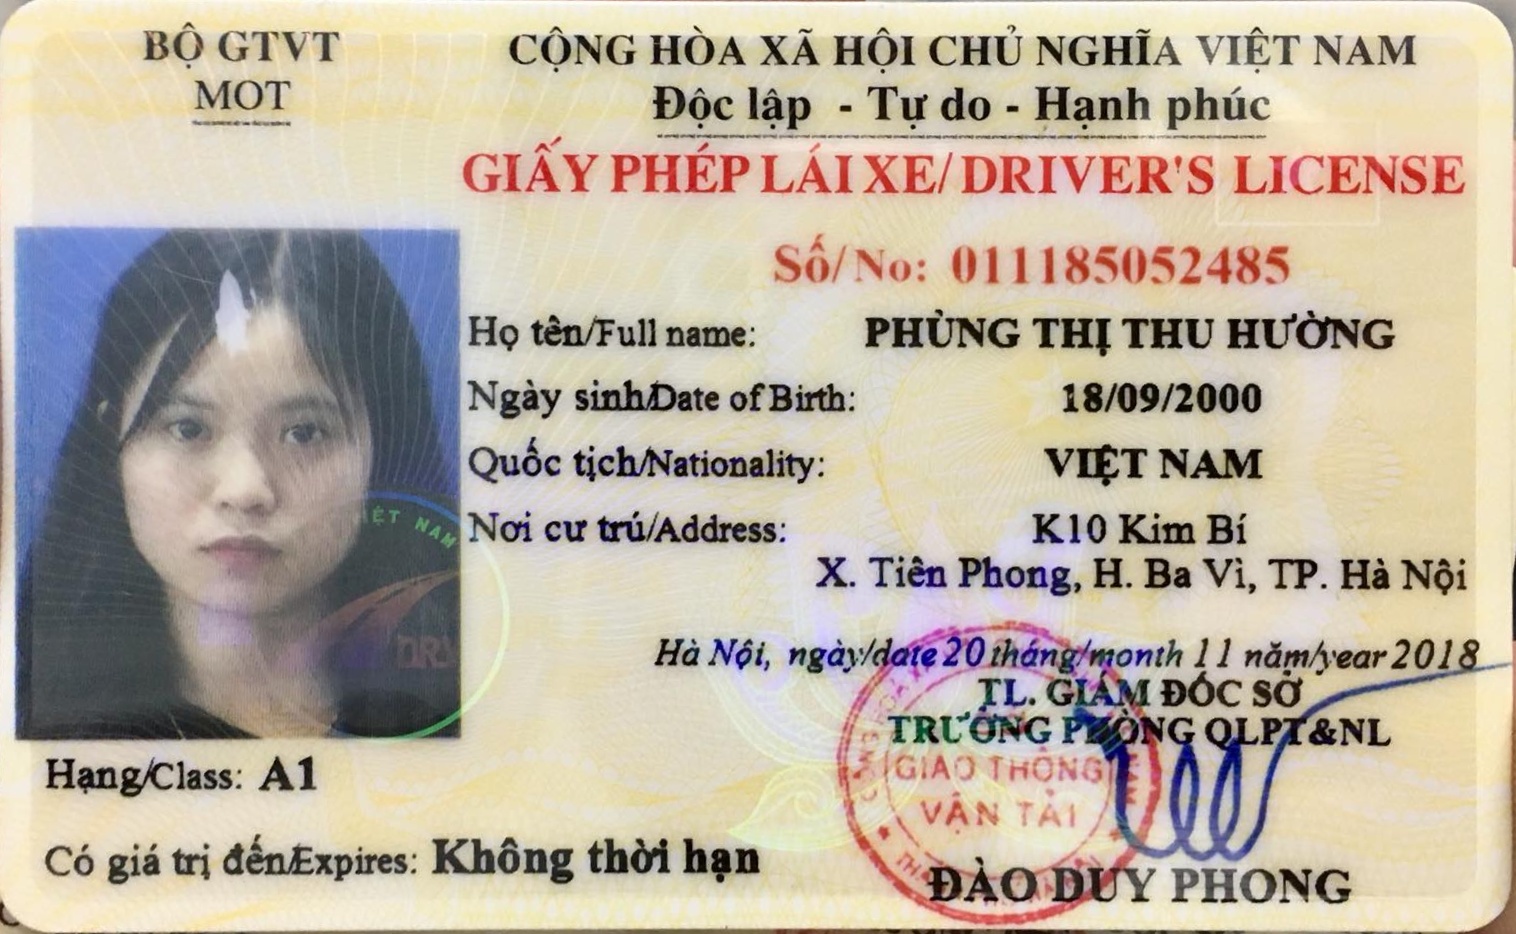 BỘ GTVT
MOT
CỘNG HÒA XÃ HỘI CHỦ NGHĨA VIỆT NAM
Độc lập - Tự do - Hạnh phúc
GIẤY PHÉP LÁI XE/DRIVER'S LICENSE
Số/No: 011185052485
Họ tên/Full name: PHÙNG THỊ THU HƯỜNG
Ngày sinh/Date of Birth: 18/09/2000
Quốc tịch/Nationality: VIỆT NAM
Nơi cư trú/Address: K10 Kim Bí
X. Tiên Phong, H. Ba Vì, TP. Hà Nội
Hà Nội, ngày/date 20 tháng/month 11 năm/year 2018
TL. GIÁM ĐỐC SỞ
TRƯỞNG PHÒNG QLPT&NL
GIAO THÔNG
VẬN TẢI
ĐÀO DUY PHONG
Hạng/Class: A1
Có giá trị đến/Expires: Không thời hạn